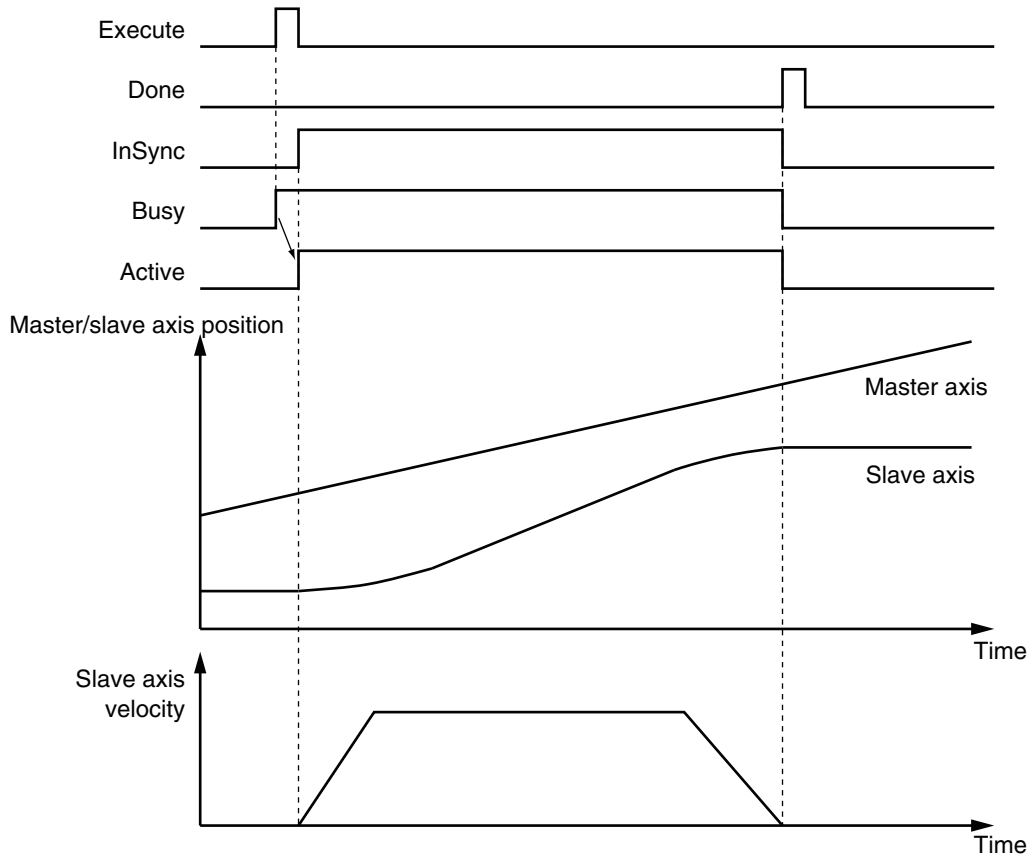 Execute
Done
InSync
Busy
Active
Master/slave axis position
Master axis
Slave axis
Time
Slave axis
velocity
Time